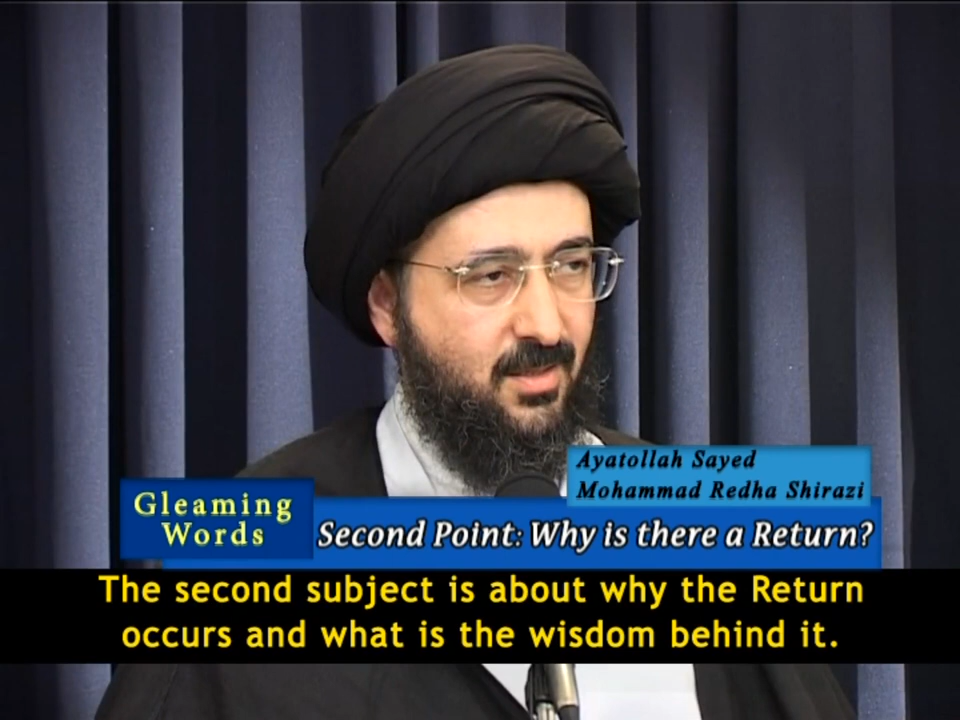 Ayatollah Sayed
Mohammad Redha Shirazi
Gleaming
Words
Second Point: Why is there a Return?
The second subject is about why the Return
occurs and what is the wisdom behind it.